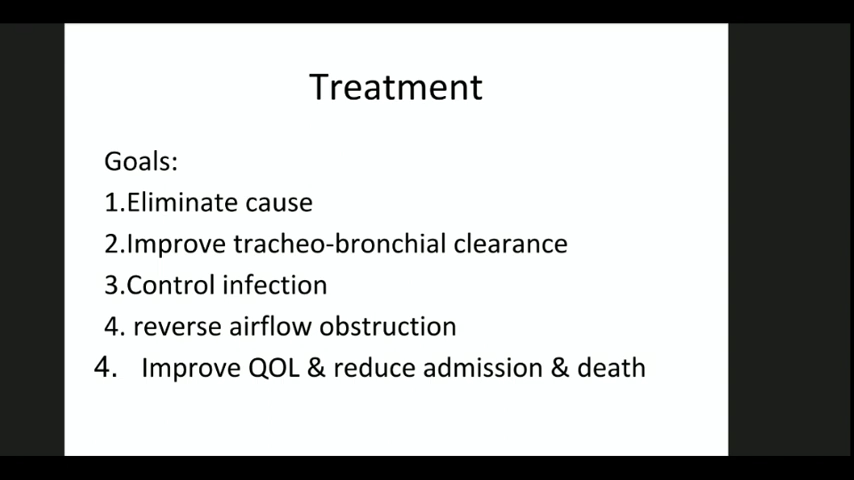 Treatment
Goals:
1.Eliminate cause
2.Improve tracheo-bronchial clearance
3.Control infection
4. reverse airflow obstruction
4. Improve QOL & reduce admission & death